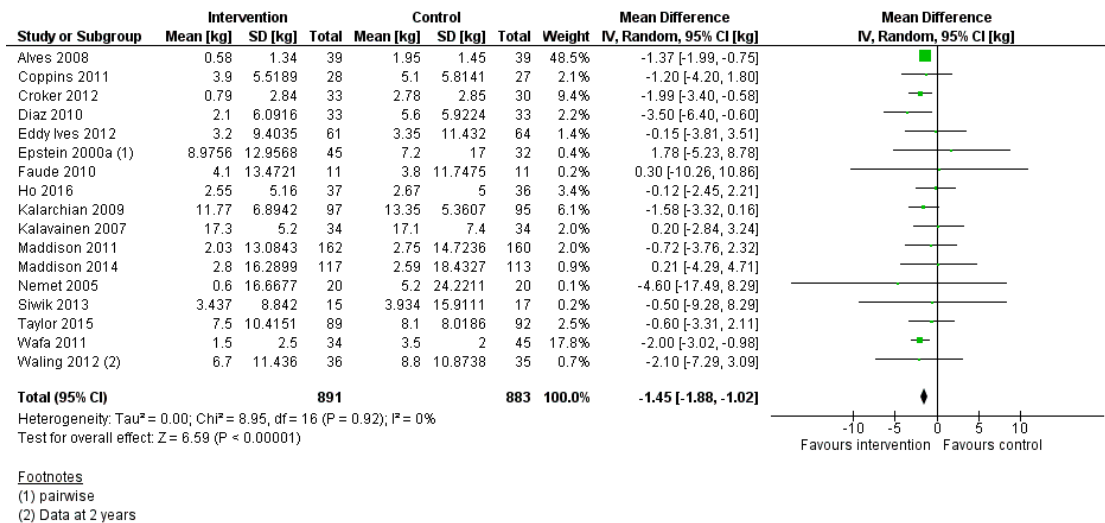 Intervention Control Mean Difference Mean Difference
Study or Subgroup Mean [kg] SD [kg] Total Mean [kg] SD [kg] Total Weight IV, Random, 95% CI [kg] IV, Random, 95% CI [kg]
Alves 2008 0.58 1.34 39 1.95 1.45 39 48.5% -1.37 [-1.99, -0.75]
Coppins 2011 3.9 5.5189 28 5.1 5.8141 27 2.1% -1.20 [-4.20, 1.80]
Croker 2012 0.79 2.84 33 2.78 2.85 30 9.4% -1.99 [-3.40, -0.58]
Diaz 2010 2.1 6.0916 33 5.6 5.9224 33 2.2% -3.50 [-6.40, -0.60]
Eddy Ives 2012 3.2 9.4035 61 3.35 11.432 64 1.4% -0.15 [-3.81, 3.51]
Epstein 2000a (1) 8.9756 12.9568 45 7.2 17 32 0.4% 1.78 [-5.23, 8.78]
Faude 2010 4.1 13.4721 11 3.8 11.7475 11 0.2% 0.30 [-10.26, 10.86]
Ho 2016 2.55 5.16 37 2.67 5 36 3.4% -0.12 [-2.45, 2.21]
Kalarchian 2009 11.77 6.8942 97 13.35 5.3607 95 6.1% -1.58 [-3.32, 0.16]
Kalavainen 2007 17.3 5.2 34 17.1 7.4 34 2.0% 0.20 [-2.84, 3.24]
Maddison 2011 2.03 13.0843 162 2.75 14.7236 160 2.0% -0.72 [-3.76, 2.32]
Maddison 2014 2.8 16.2899 117 2.59 18.4327 113 0.9% 0.21 [-4.29, 4.71]
Nemet 2005 0.6 16.6677 20 5.2 24.2211 20 0.1% -4.60 [-17.49, 8.29]
Siwik 2013 3.437 8.842 15 3.934 15.9111 17 0.2% -0.50 [-9.28, 8.29]
Taylor 2015 7.5 10.4151 89 8.1 8.0186 92 2.5% -0.60 [-3.31, 2.11]
Wafa 2011 1.5 2.5 34 3.5 2 45 17.8% -2.00 [-3.02, -0.98]
Waling 2012 (2) 6.7 11.436 36 8.8 10.8738 35 0.7% -2.10 [-7.29, 3.09]
Total (95% CI) 891 883 100.0% -1.45 [-1.88, -1.02]
Heterogeneity: Tau² = 0.00; Chi² = 8.95, df = 16 (P = 0.92); I² = 0%
Test for overall effect: Z = 6.59 (P < 0.00001)
-10 -5 0 5 10
Favours intervention Favours control
Footnotes
(1) pairwise
(2) Data at 2 years